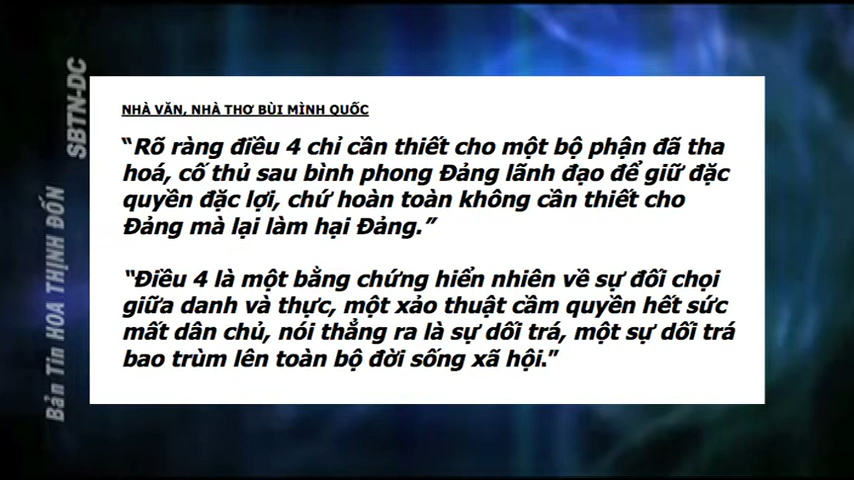 SBTN-DC
Bản Tin HOA THỊNH ĐỐN
NHÀ VĂN, NHÀ THƠ BÙI MÌNH QUỐC
“Rõ ràng điều 4 chỉ cần thiết cho một bộ phận đã tha
hoá, cố thủ sau bình phong Đảng lãnh đạo để giữ đặc
quyền đặc lợi, chứ hoàn toàn không cần thiết cho
Đảng mà lại làm hại Đảng.”
“Điều 4 là một bằng chứng hiển nhiên về sự đối chọi
giữa danh và thực, một xảo thuật cầm quyền hết sức
mất dân chủ, nói thẳng ra là sự dối trá, một sự dối trá
bao trùm lên toàn bộ đời sống xã hội.”